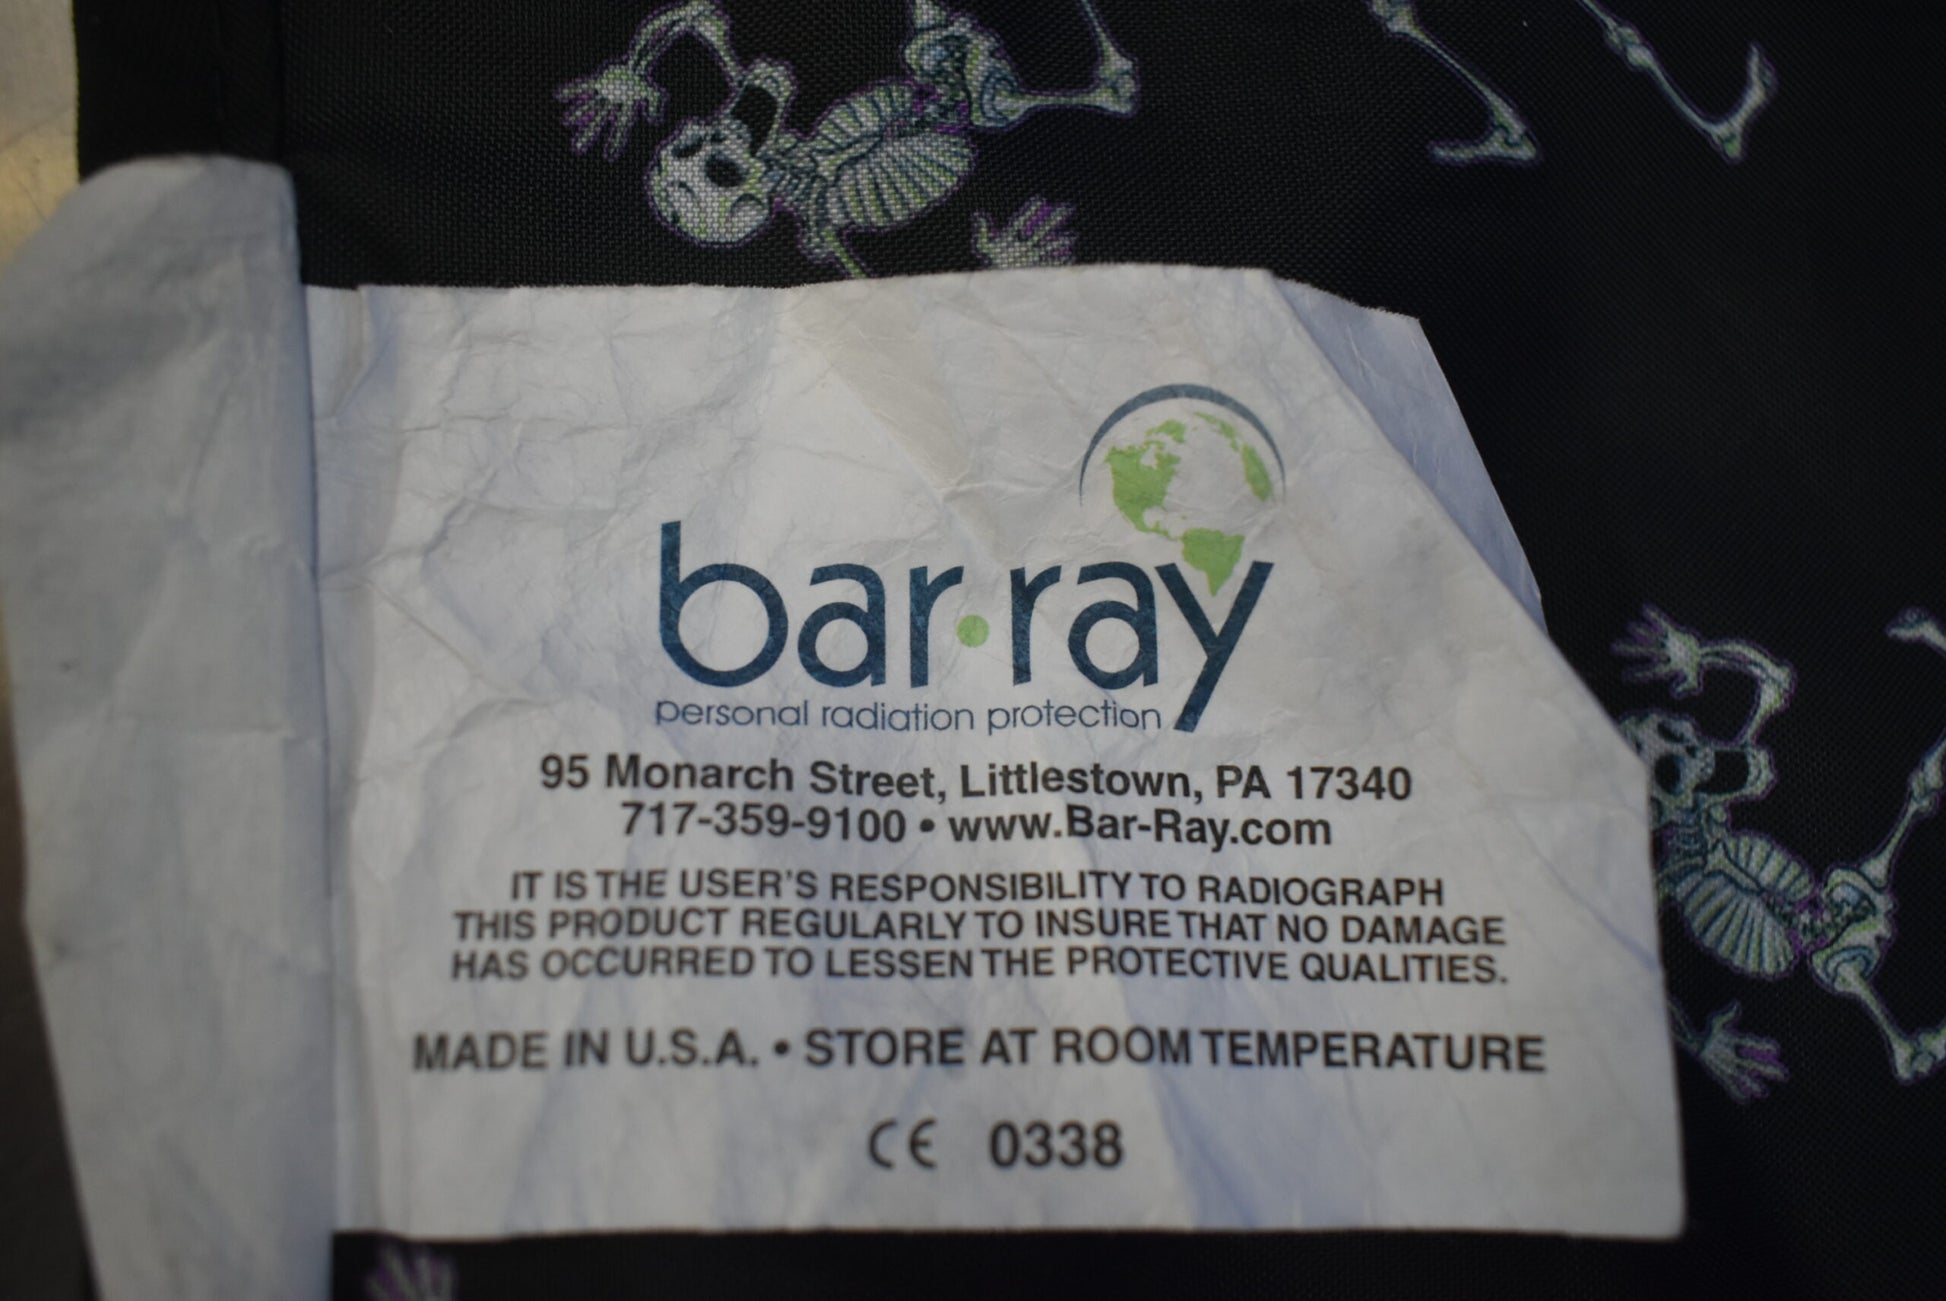 bar·ray
personal radiation protection
95 Monarch Street, Littlestown, PA 17340
717-359-9100 • www.Bar-Ray.com
IT IS THE USER'S RESPONSIBILITY TO RADIOGRAPH
THIS PRODUCT REGULARLY TO INSURE THAT NO DAMAGE
HAS OCCURRED TO LESSEN THE PROTECTIVE QUALITIES.
MADE IN U.S.A. • STORE AT ROOM TEMPERATURE
CE 0338